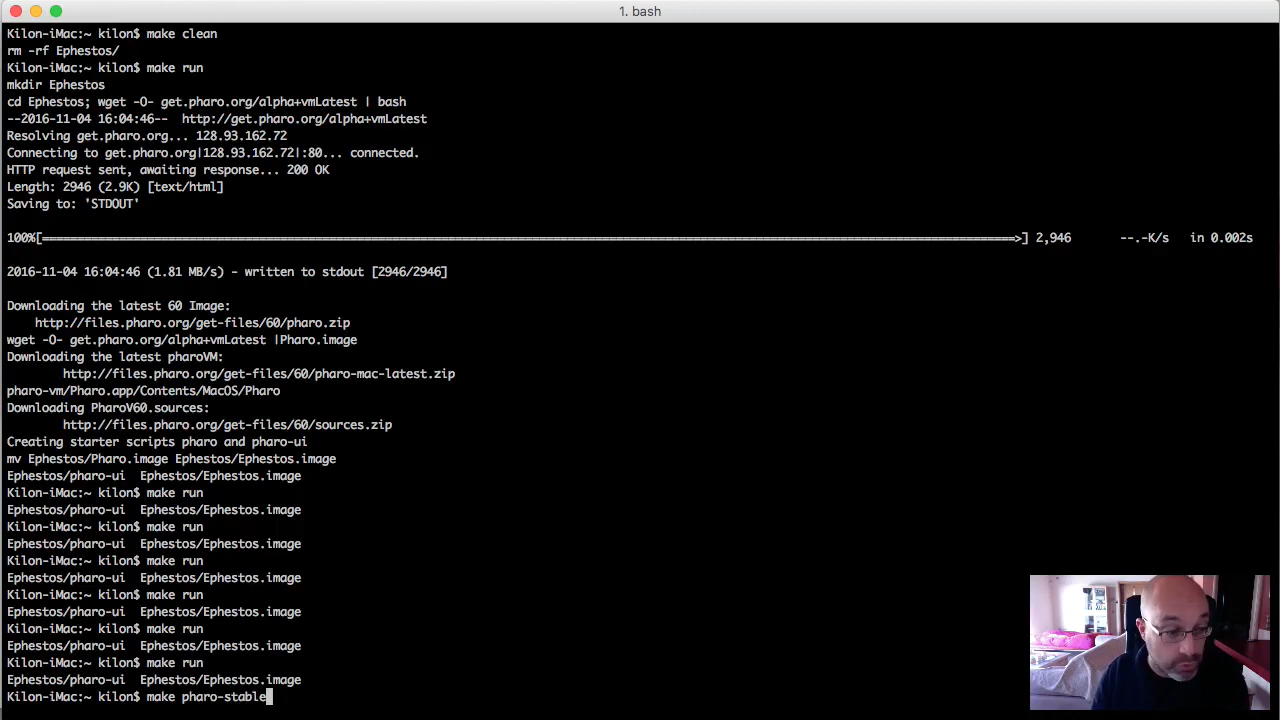 1. bash
Kilon-iMac:~ kilon$ make clean
rm -rf Ephestos/
Kilon-iMac:~ kilon$ make run
mkdir Ephestos
cd Ephestos; wget -O- get.pharo.org/alpha+vmLatest | bash
--2016-11-04 16:04:46--  http://get.pharo.org/alpha+vmLatest
Resolving get.pharo.org... 128.93.162.72
Connecting to get.pharo.org|128.93.162.72|:80... connected.
HTTP request sent, awaiting response... 200 OK
Length: 2946 (2.9K) [text/html]
Saving to: 'STDOUT'
100%[======================================================================>] 2,946       --.-K/s   in 0.002s
2016-11-04 16:04:46 (1.81 MB/s) - written to stdout [2946/2946]
Downloading the latest 60 Image:
    http://files.pharo.org/get-files/60/pharo.zip
wget -O- get.pharo.org/alpha+vmLatest |Pharo.image
Downloading the latest pharoVM:
        http://files.pharo.org/get-files/60/pharo-mac-latest.zip
pharo-vm/Pharo.app/Contents/MacOS/Pharo
Downloading PharoV60.sources:
        http://files.pharo.org/get-files/60/sources.zip
Creating starter scripts pharo and pharo-ui
mv Ephestos/Pharo.image Ephestos/Ephestos.image
Ephestos/pharo-ui  Ephestos/Ephestos.image
Kilon-iMac:~ kilon$ make run
Ephestos/pharo-ui  Ephestos/Ephestos.image
Kilon-iMac:~ kilon$ make run
Ephestos/pharo-ui  Ephestos/Ephestos.image
Kilon-iMac:~ kilon$ make run
Ephestos/pharo-ui  Ephestos/Ephestos.image
Kilon-iMac:~ kilon$ make run
Ephestos/pharo-ui  Ephestos/Ephestos.image
Kilon-iMac:~ kilon$ make run
Ephestos/pharo-ui  Ephestos/Ephestos.image
Kilon-iMac:~ kilon$ make run
Ephestos/pharo-ui  Ephestos/Ephestos.image
Kilon-iMac:~ kilon$ make pharo-stable